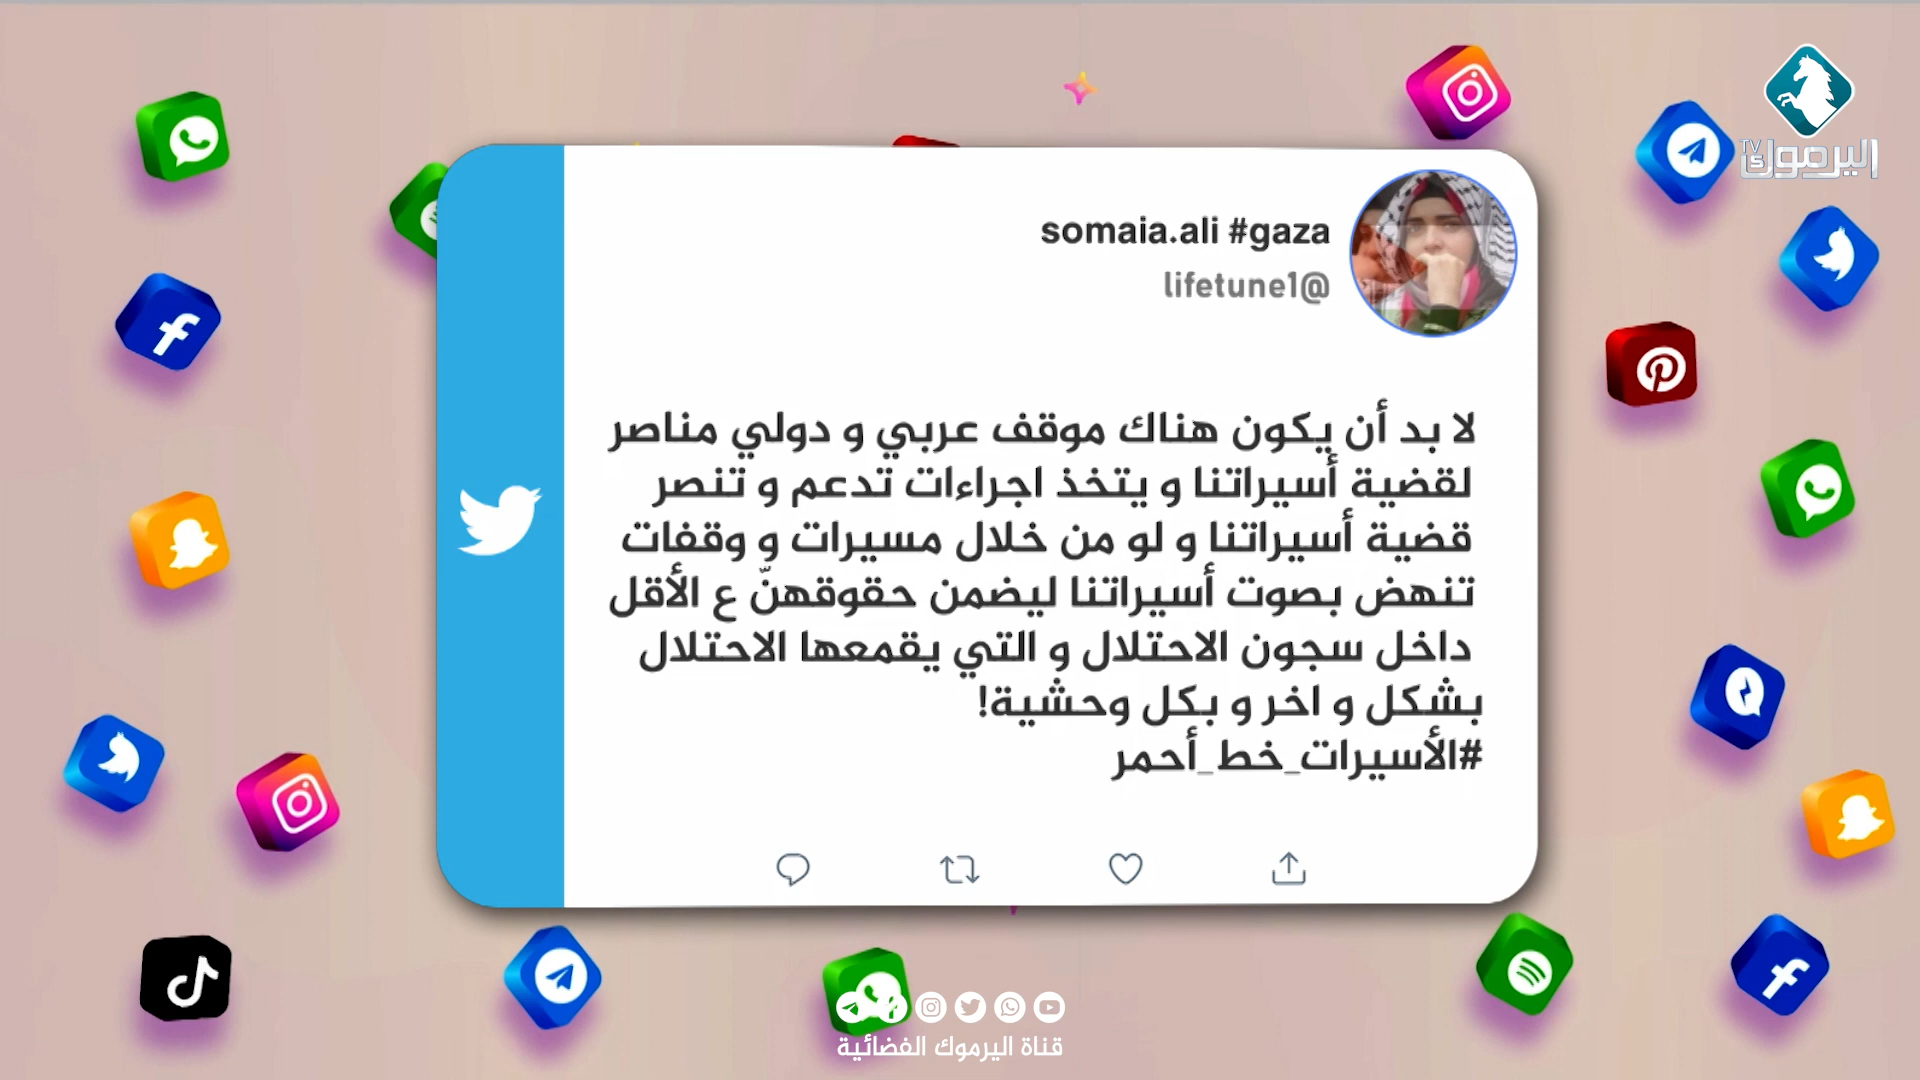 اليرموك
TV
somaia.ali #gaza
lifetune1@
لا بد أن يكون هناك موقف عربي و دولي مناصر
لقضية أسيراتنا و يتخذ اجراءات تدعم و تنصر
قضية أسيراتنا و لو من خلال مسيرات و وقفات
تنهض بصوت أسيراتنا ليضمن حقوقهنّ ع الأقل
داخل سجون الاحتلال و التي يقمعها الاحتلال
بشكل و اخر و بكل وحشية!
#الأسيرات_خط_أحمر
قناة اليرموك الفضائية